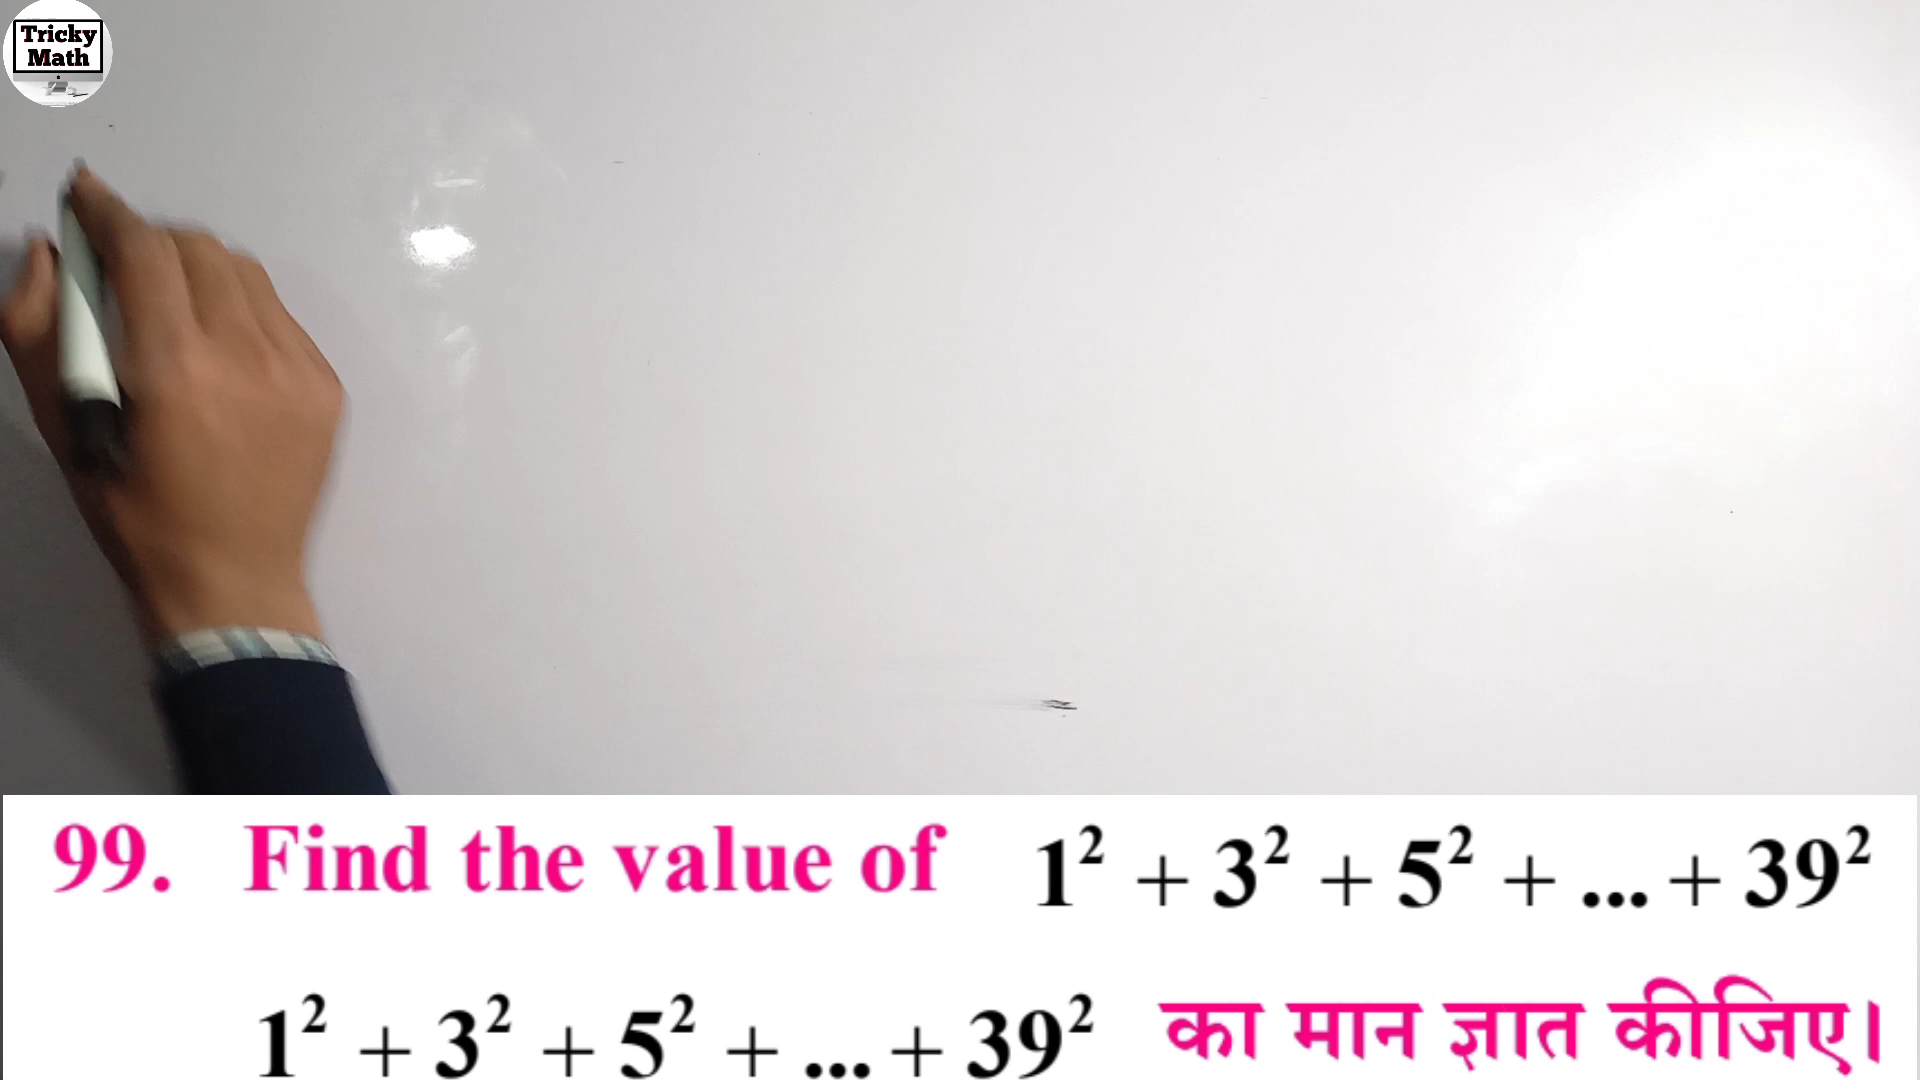 Tricky
Math
99. Find the value of 1² + 3² + 5² + ... + 39²
1² + 3² + 5² + ... + 39² का मान ज्ञात कीजिए।